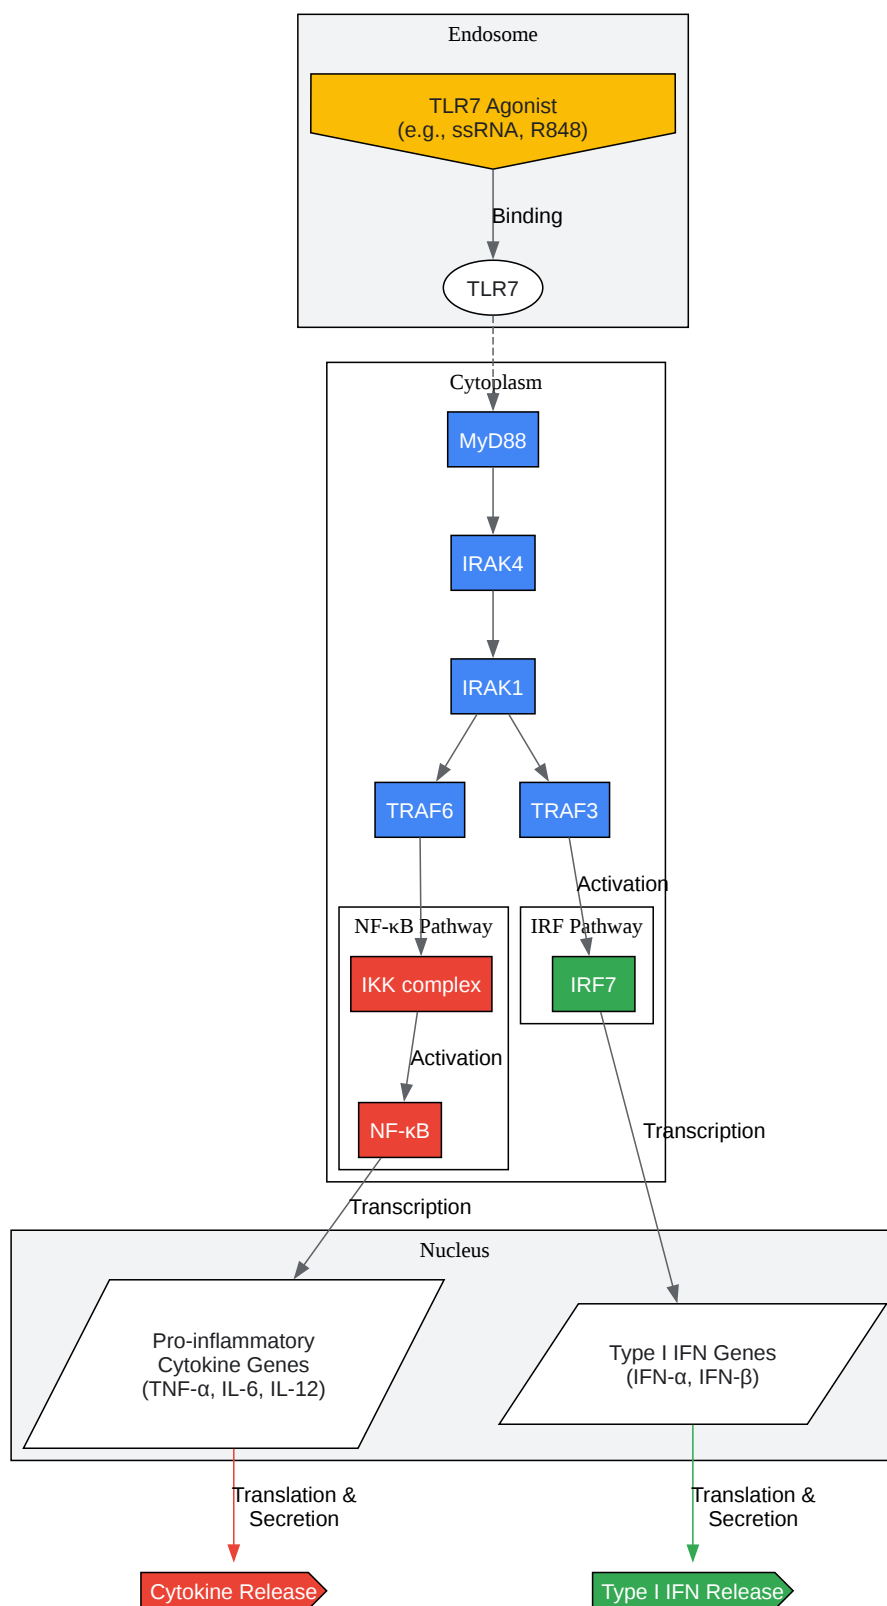 Endosome
TLR7 Agonist
(e.g., ssRNA, R848)
Binding
TLR7
Cytoplasm
MyD88
IRAK4
IRAK1
TRAF6
TRAF3
Activation
NF-κB Pathway
IRF Pathway
IKK complex
IRF7
Activation
NF-κB
Transcription
Transcription
Nucleus
Pro-inflammatory
Cytokine Genes
(TNF-α, IL-6, IL-12)
Type I IFN Genes
(IFN-α, IFN-β)
Translation &
Secretion
Translation &
Secretion
Cytokine Release
Type I IFN Release